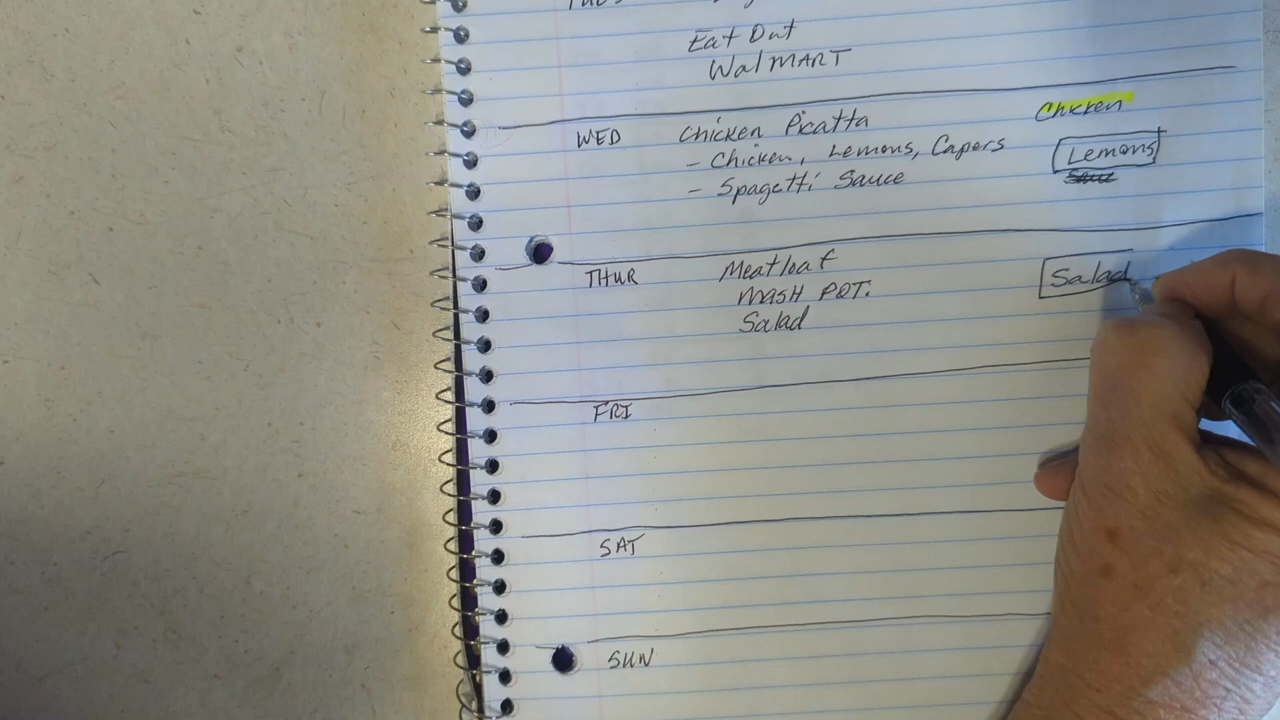 Eat Out
WalMART
WED Chicken Picatta Chicken
- Chicken, Lemons, Capers Lemons
- Spagetti Sauce
THUR Meatloaf Salad
MASH POT.
Salad
FRI
SAT
SUN